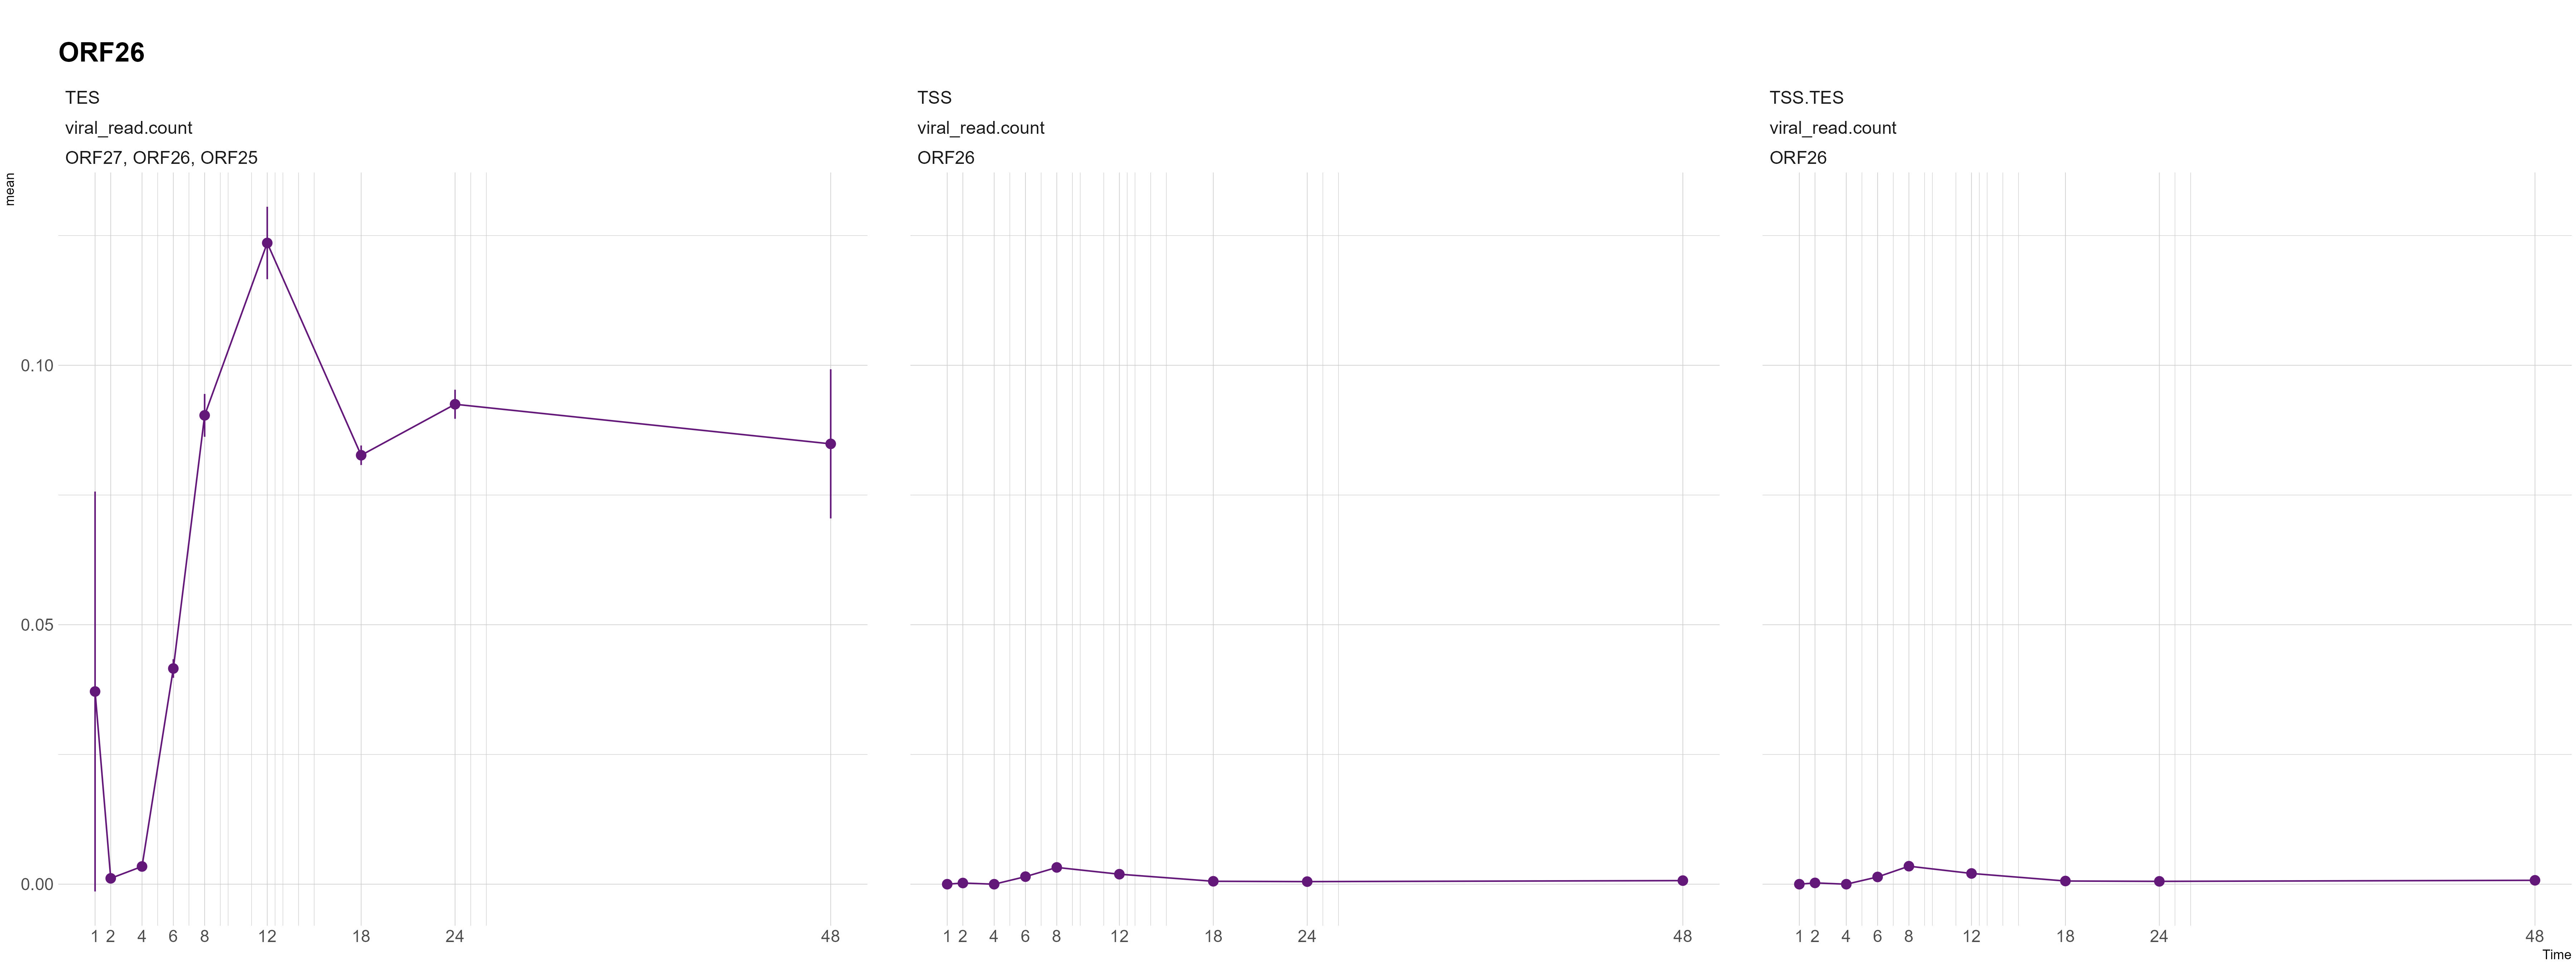 ORF26
TES
viral_read.count
ORF27, ORF26, ORF25
TSS
viral_read.count
ORF26
TSS.TES
viral_read.count
ORF26
mean
0.10
0.05
0.00
1 2 4 6 8 12 18 24 48
1 2 4 6 8 12 18 24 48
1 2 4 6 8 12 18 24 48
Time